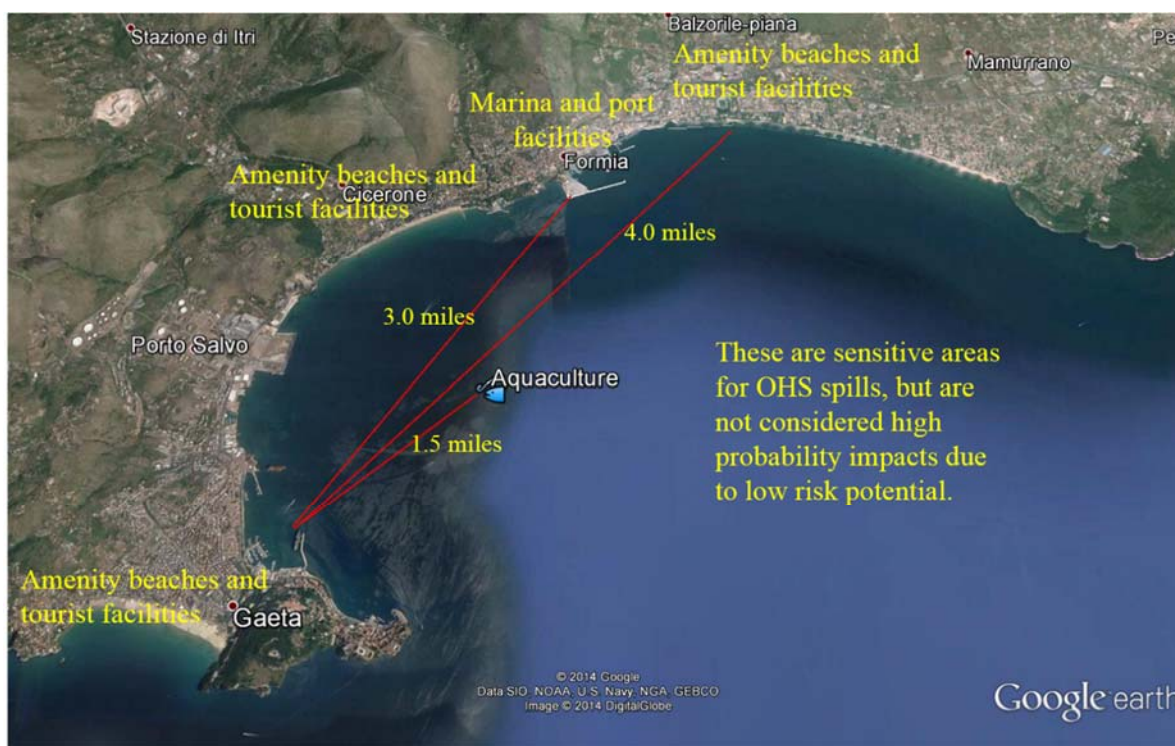 Stazione di Itri
Balzorile-piana
Pe
Amenity beaches and
tourist facilities
Mamurrano
Marina and port
facilities
Formia
Amenity beaches and
Cicerone
tourist facilities
4.0 miles
3.0 miles
Porto Salvo
Aquaculture
These are sensitive areas
for OHS spills, but are
not considered high
probability impacts due
to low risk potential.
1.5 miles
Amenity beaches and
tourist facilities
Gaeta
© 2014 Google
Data SIO, NOAA, U.S. Navy, NGA, GEBCO
Image © 2014 DigitalGlobe
Google earth